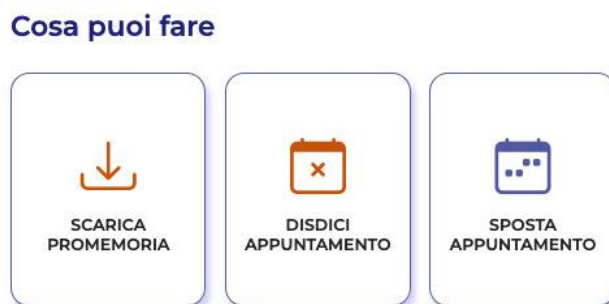 Cosa puoi fare
SCARICA
PROMEMORIA
DISDICI
APPUNTAMENTO
SPOSTA
APPUNTAMENTO